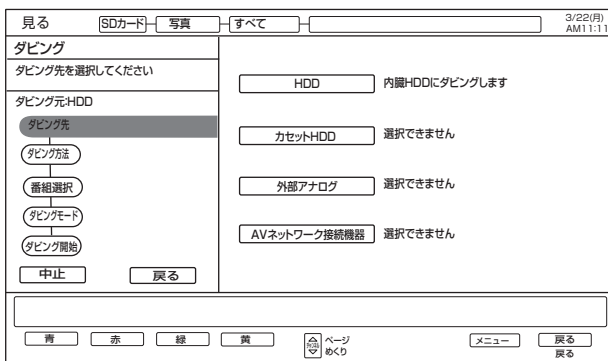 見る
SDカード
写真
すべて
3/22(月)
AM11:11
ダビング
ダビング先を選択してください
ダビング元:HDD
ダビング先
ダビング方法
番組選択
ダビングモード
ダビング開始
中止
戻る
HDD
内臓HDDにダビングします
カセットHDD
選択できません
外部アナログ
選択できません
AVネットワーク接続機器
選択できません
青
赤
緑
黄
ページ
めくり
メニュー
戻る
戻る